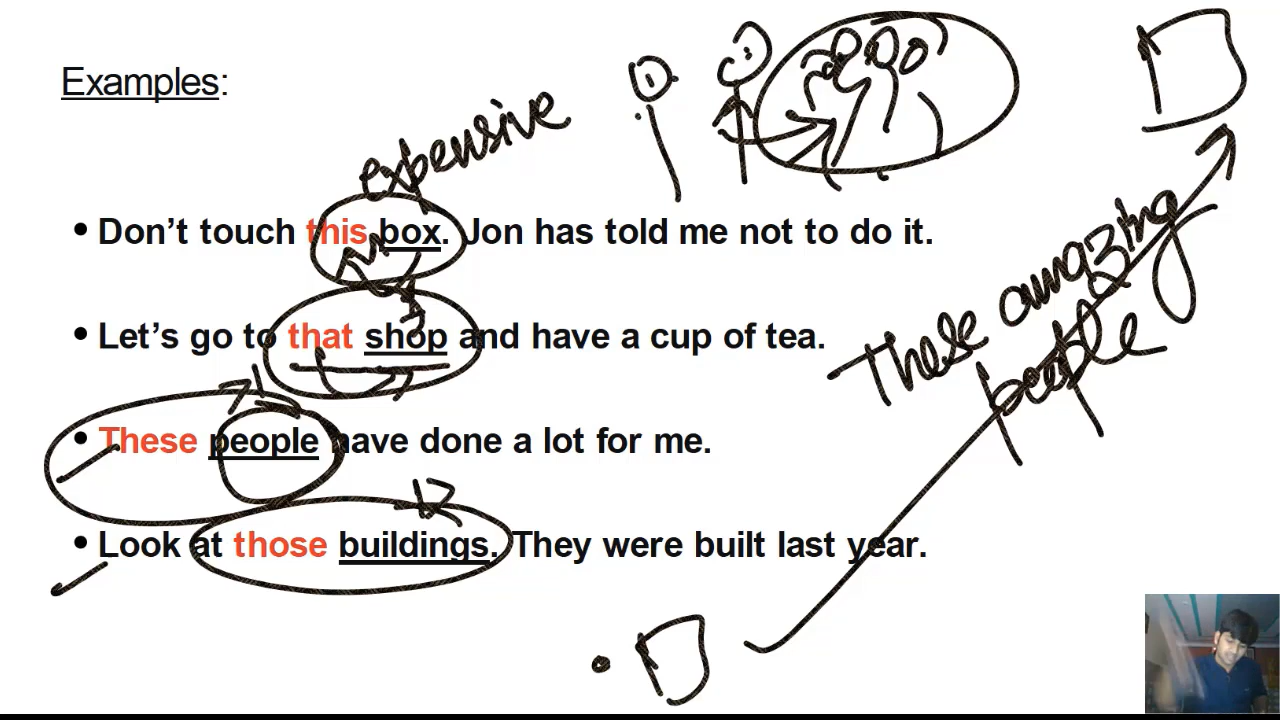 Examples:
expensive
• Don't touch this box. Jon has told me not to do it.
• Let's go to that shop and have a cup of tea.
These amazing
people
• These people have done a lot for me.
• Look at those buildings. They were built last year.